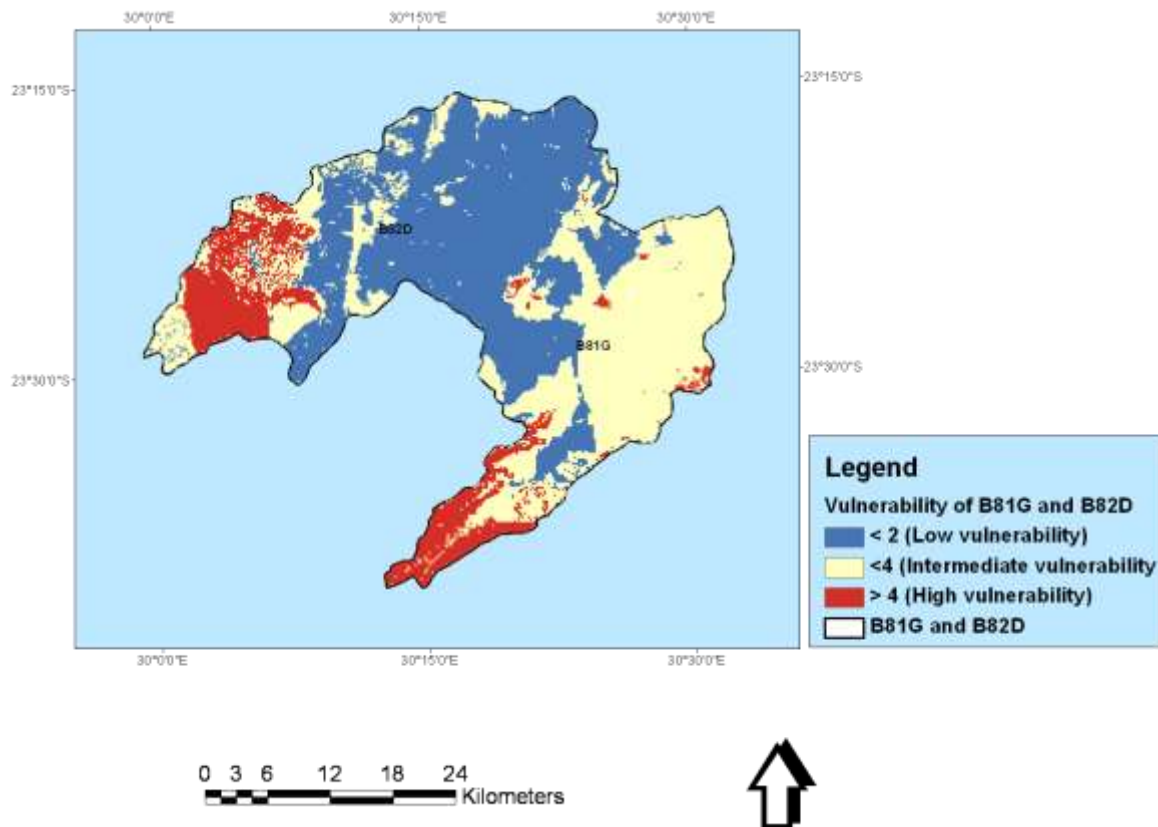 30°0'0"E
30°15'0"E
30°30'0"E
23°15'0"S
23°15'0"S
B82D
B81G
23°30'0"S
23°30'0"S
Legend
Vulnerability of B81G and B82D
< 2 (Low vulnerability)
<4 (Intermediate vulnerability
> 4 (High vulnerability)
B81G and B82D
30°0'0"E
30°15'0"E
30°30'0"E
0 3 6 12 18 24
Kilometers